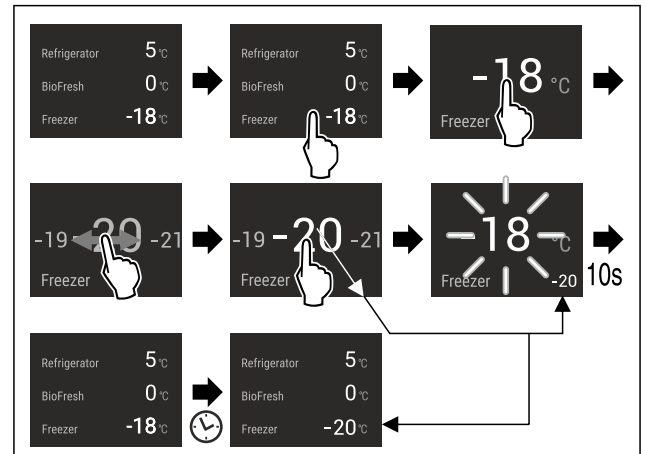 Refrigerator 5 °C
BioFresh 0 °C
Freezer -18 °C
Refrigerator 5 °C
BioFresh 0 °C
Freezer -18 °C
-18 °C
Freezer
-19 -20 -21
Freezer
-19 -20 -21
Freezer
-18 °C
Freezer -20
10s
Refrigerator 5 °C
BioFresh 0 °C
Freezer -18 °C
Refrigerator 5 °C
BioFresh 0 °C
Freezer -20 °C